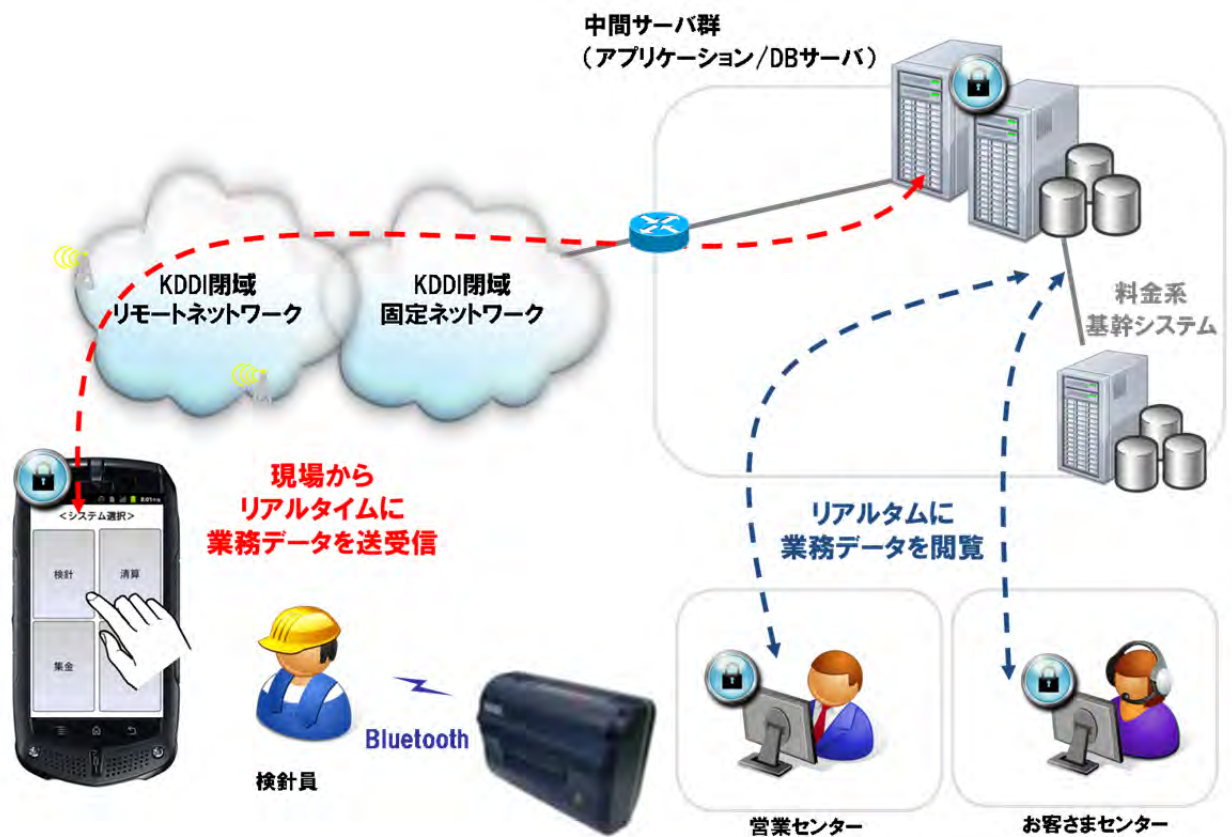 中間サーバ群
（アプリケーション/DBサーバ）
KDDI閉域
リモートネットワーク
KDDI閉域
固定ネットワーク
料金系
基幹システム
現場から
リアルタイムに
業務データを送受信
リアルタムに
業務データを閲覧
8:01PM
＜システム選択＞
検針
清算
集金
検針員
Bluetooth
営業センター
お客さまセンター